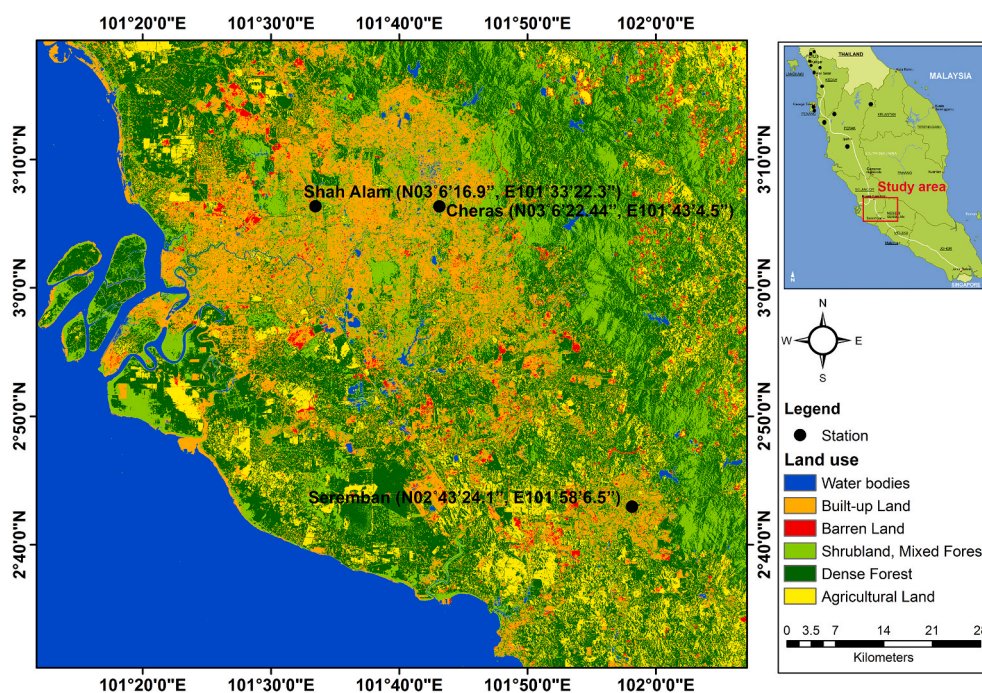 101°20'0"E 101°30'0"E 101°40'0"E 101°50'0"E 102°0'0"E
3°10'0"N
3°0'0"N
2°50'0"N
2°40'0"N
Shah Alam (N03 6'16.9", E101 33'22.3")
Cheras (N03 6'22.44", E101 43'4.5")
Seremban (N02 43'24.1", E101 58'6.5")
3°10'0"N
3°0'0"N
2°50'0"N
2°40'0"N
101°20'0"E 101°30'0"E 101°40'0"E 101°50'0"E 102°0'0"E
THAILAND
MALAYSIA
Study area
SINGAPORE
N
N
W E
S
Legend
Station
Land use
Water bodies
Built-up Land
Barren Land
Shrubland, Mixed Fores
Dense Forest
Agricultural Land
0 3.5 7 14 21 28
Kilometers